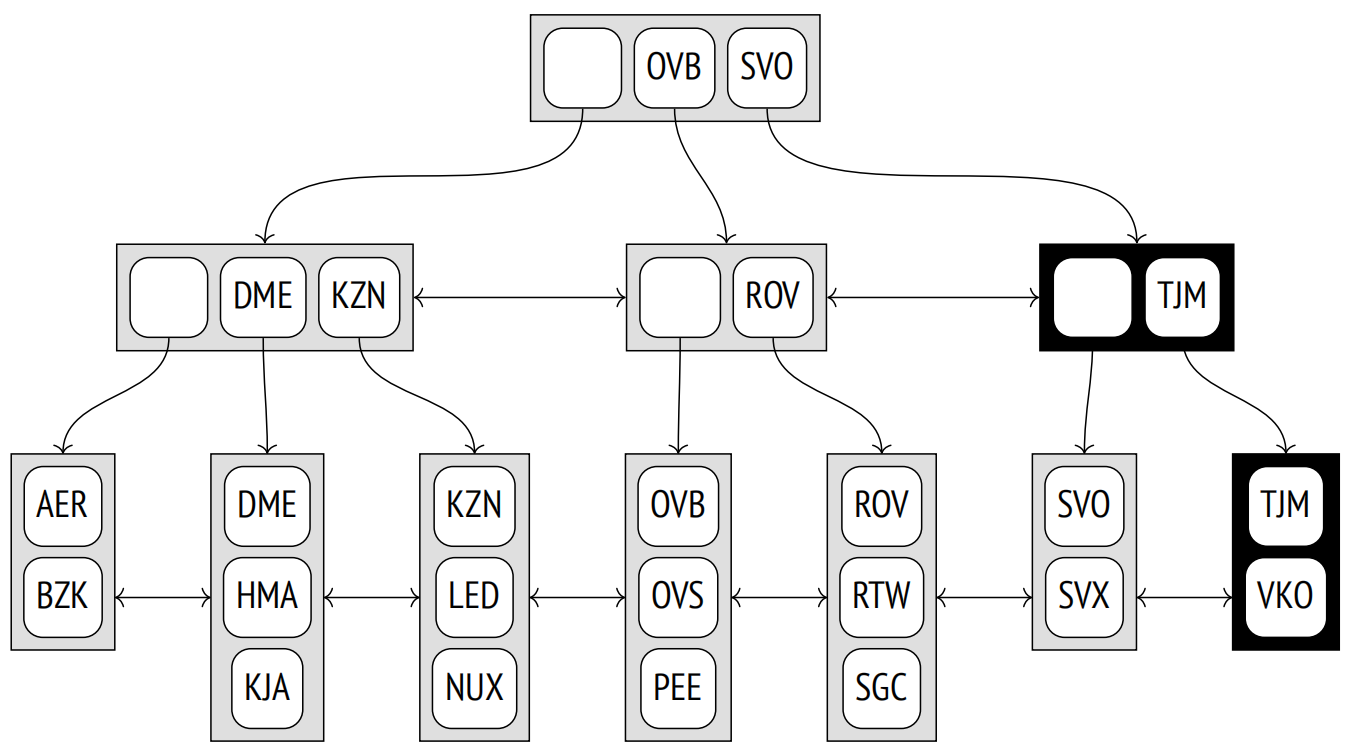 OVB SVO
DME KZN ROV TJM
AER DME KZN OVB ROV SVO TJM
BZK HMA LED OVS RTW SVX VKO
KJA NUX PEE SGC